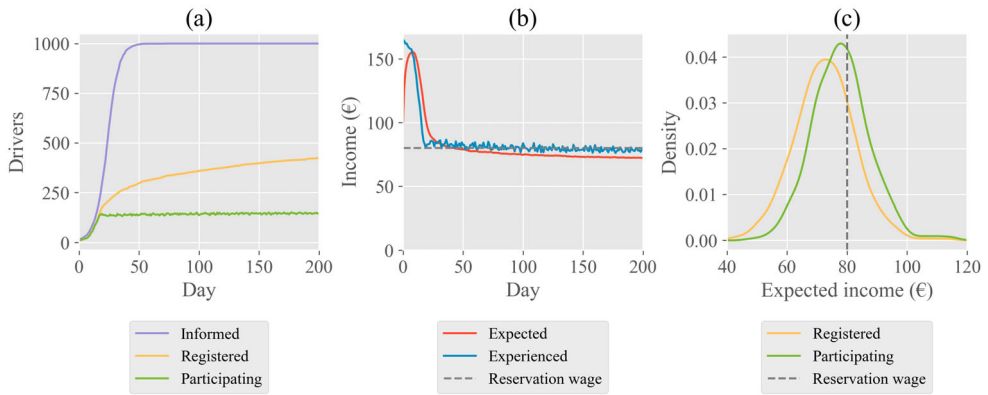 (a)
1000
750
500
250
0
Drivers
0 50 100 150 200
Day
Informed
Registered
Participating
(b)
150
100
50
0
Income (€)
0 50 100 150 200
Day
Expected
Experienced
Reservation wage
(c)
0.04
0.03
0.02
0.01
0.00
Density
40 60 80 100 120
Expected income (€)
Registered
Participating
Reservation wage